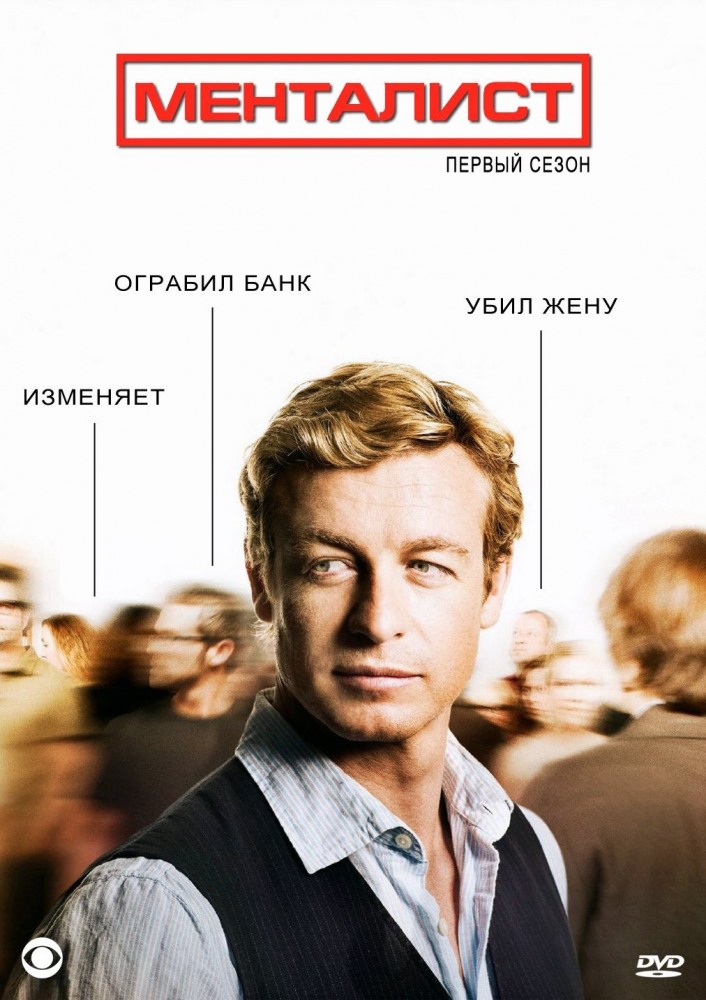 МЕНТАЛИСТ
ПЕРВЫЙ СЕЗОН
ОГРАБИЛ БАНК
УБИЛ ЖЕНУ
ИЗМЕНЯЕТ
DVD